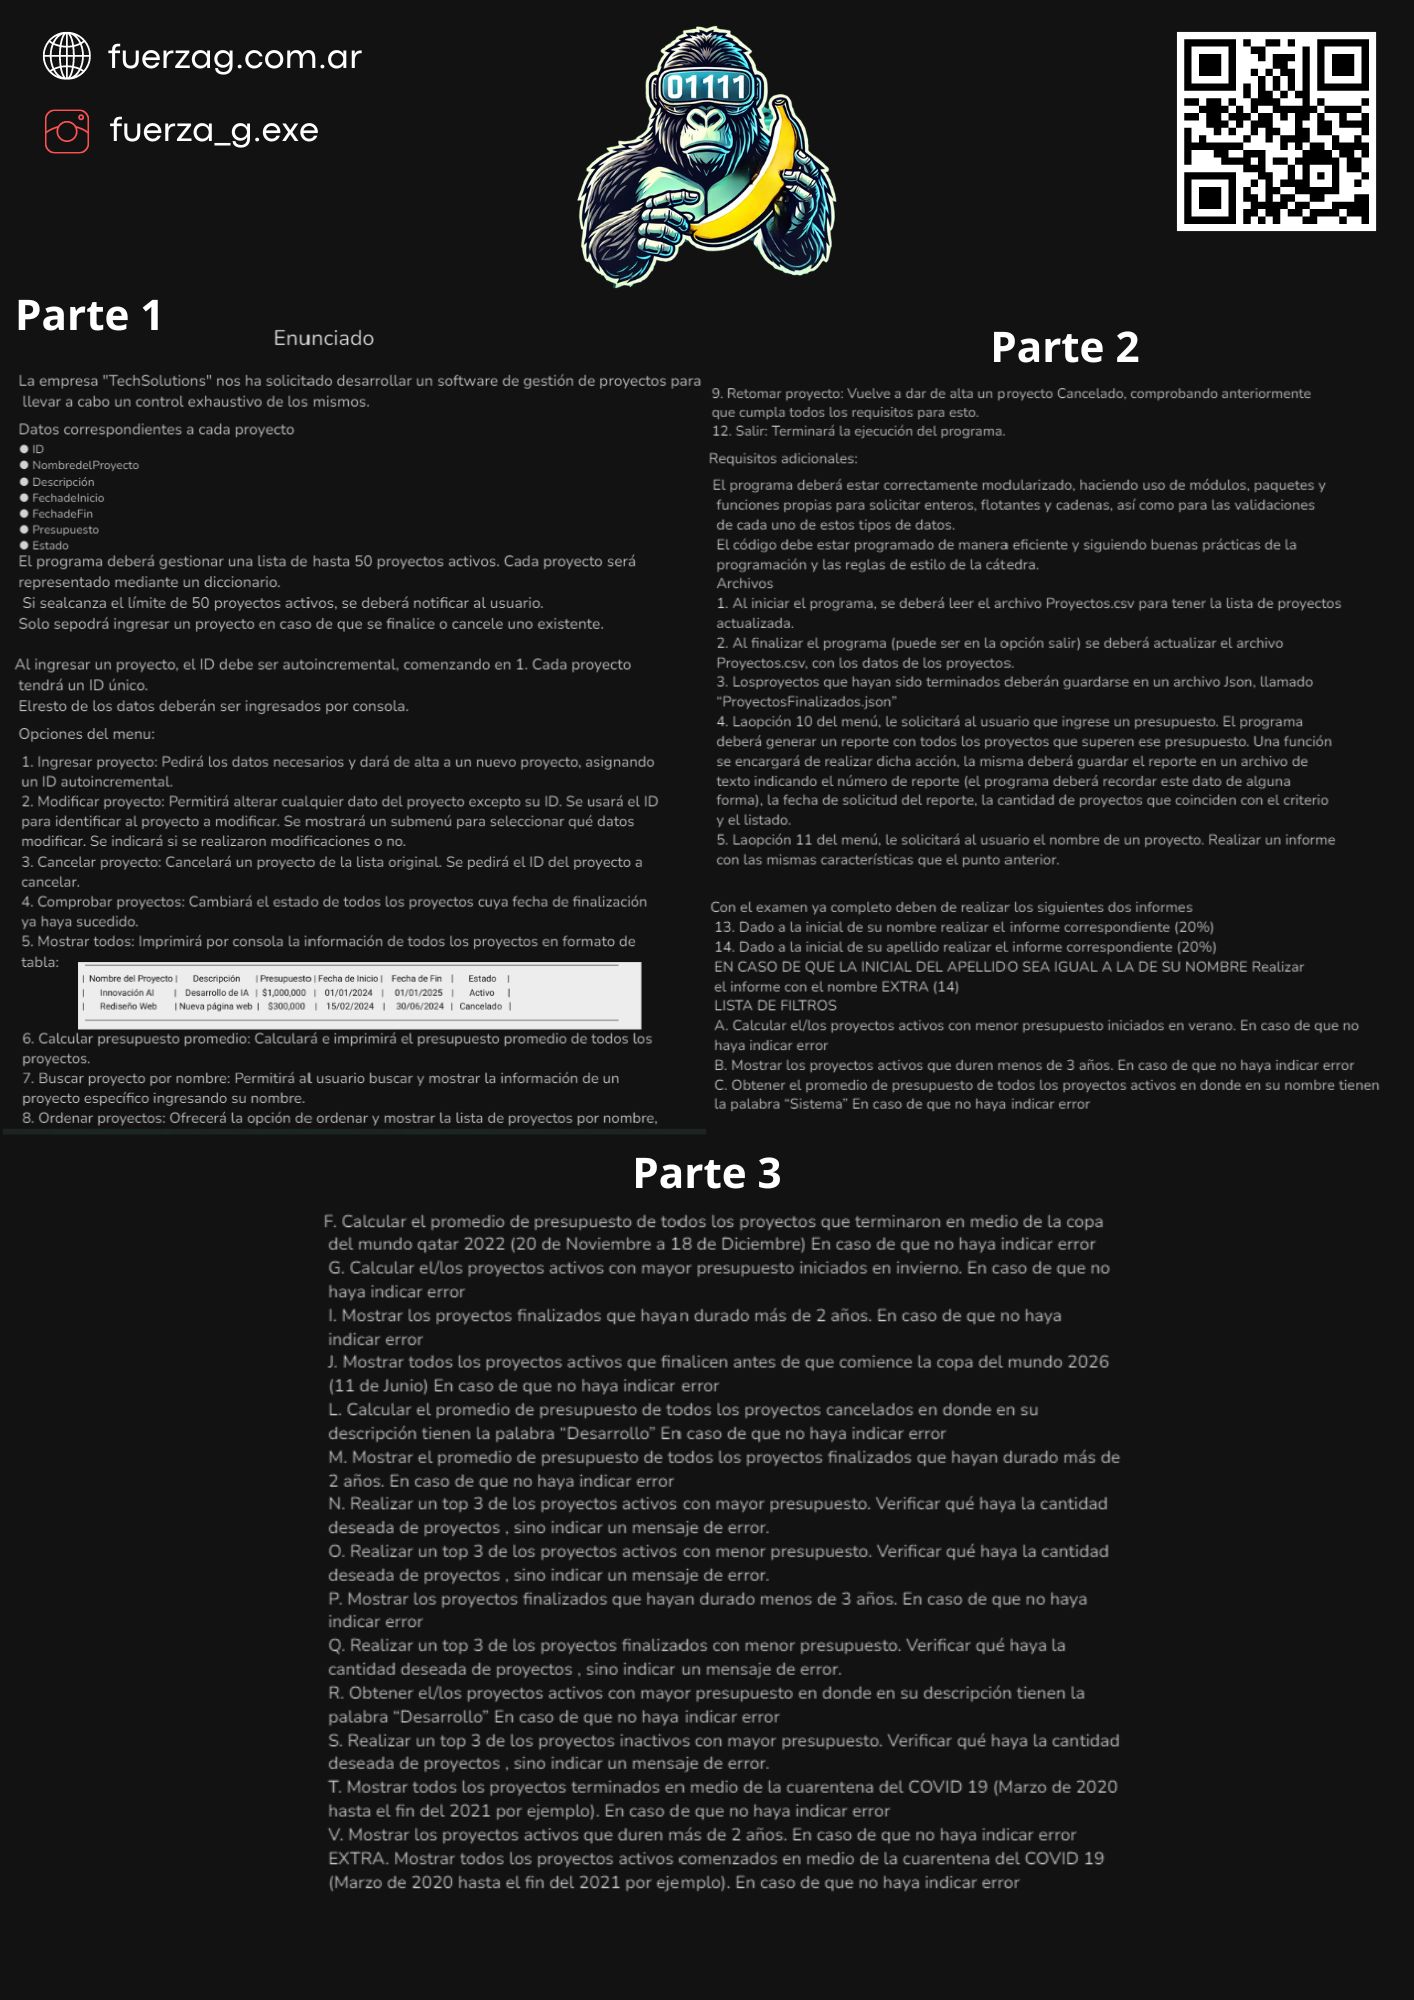 fuerzag.com.ar
fuerza_g.exe
01111
Parte 1
Enunciado
La empresa "TechSolutions" nos ha solicitado desarrollar un software de gestión de proyectos para
llevar a cabo un control exhaustivo de los mismos.
Datos correspondientes a cada proyecto
● ID
● NombredelProyecto
● Descripción
● FechadeInicio
● FechadeFin
● Presupuesto
● Estado
El programa deberá gestionar una lista de hasta 50 proyectos activos. Cada proyecto será
representado mediante un diccionario.
Si sealcanza el límite de 50 proyectos activos, se deberá notificar al usuario.
Solo sepodrá ingresar un proyecto en caso de que se finalice o cancele uno existente.
Al ingresar un proyecto, el ID debe ser autoincremental, comenzando en 1. Cada proyecto
tendrá un ID único.
Elresto de los datos deberán ser ingresados por consola.
Opciones del menu:
1. Ingresar proyecto: Pedirá los datos necesarios y dará de alta a un nuevo proyecto, asignando
un ID autoincremental.
2. Modificar proyecto: Permitirá alterar cualquier dato del proyecto excepto su ID. Se usará el ID
para identificar al proyecto a modificar. Se mostrará un submenú para seleccionar qué datos
modificar. Se indicará si se realizaron modificaciones o no.
3. Cancelar proyecto: Cancelará un proyecto de la lista original. Se pedirá el ID del proyecto a
cancelar.
4. Comprobar proyectos: Cambiará el estado de todos los proyectos cuya fecha de finalización
ya haya sucedido.
5. Mostrar todos: Imprimirá por consola la información de todos los proyectos en formato de
tabla:
| Nombre del Proyecto | Descripción | Presupuesto | Fecha de Inicio | Fecha de Fin | Estado |
| Innovación AI | Desarrollo de IA | $1,000,000 | 01/01/2024 | 01/01/2025 | Activo |
| Rediseño Web | Nueva página web | $300,000 | 15/02/2024 | 30/06/2024 | Cancelado |
6. Calcular presupuesto promedio: Calculará e imprimirá el presupuesto promedio de todos los
proyectos.
7. Buscar proyecto por nombre: Permitirá al usuario buscar y mostrar la información de un
proyecto específico ingresando su nombre.
8. Ordenar proyectos: Ofrecerá la opción de ordenar y mostrar la lista de proyectos por nombre,
Parte 2
9. Retomar proyecto: Vuelve a dar de alta un proyecto Cancelado, comprobando anteriormente
que cumpla todos los requisitos para esto.
12. Salir: Terminará la ejecución del programa.
Requisitos adicionales:
El programa deberá estar correctamente modularizado, haciendo uso de módulos, paquetes y
funciones propias para solicitar enteros, flotantes y cadenas, así como para las validaciones
de cada uno de estos tipos de datos.
El código debe estar programado de manera eficiente y siguiendo buenas prácticas de la
programación y las reglas de estilo de la cátedra.
Archivos
1. Al iniciar el programa, se deberá leer el archivo Proyectos.csv para tener la lista de proyectos
actualizada.
2. Al finalizar el programa (puede ser en la opción salir) se deberá actualizar el archivo
Proyectos.csv, con los datos de los proyectos.
3. Losproyectos que hayan sido terminados deberán guardarse en un archivo Json, llamado
“ProyectosFinalizados.json”
4. Laopción 10 del menú, le solicitará al usuario que ingrese un presupuesto. El programa
deberá generar un reporte con todos los proyectos que superen ese presupuesto. Una función
se encargará de realizar dicha acción, la misma deberá guardar el reporte en un archivo de
texto indicando el número de reporte (el programa deberá recordar este dato de alguna
forma), la fecha de solicitud del reporte, la cantidad de proyectos que coinciden con el criterio
y el listado.
5. Laopción 11 del menú, le solicitará al usuario el nombre de un proyecto. Realizar un informe
con las mismas características que el punto anterior.
Con el examen ya completo deben de realizar los siguientes dos informes
13. Dado a la inicial de su nombre realizar el informe correspondiente (20%)
14. Dado a la inicial de su apellido realizar el informe correspondiente (20%)
EN CASO DE QUE LA INICIAL DEL APELLIDO SEA IGUAL A LA DE SU NOMBRE Realizar
el informe con el nombre EXTRA (14)
LISTA DE FILTROS
A. Calcular el/los proyectos activos con menor presupuesto iniciados en verano. En caso de que no
haya indicar error
B. Mostrar los proyectos activos que duren menos de 3 años. En caso de que no haya indicar error
C. Obtener el promedio de presupuesto de todos los proyectos activos en donde en su nombre tienen
la palabra “Sistema” En caso de que no haya indicar error
Parte 3
F. Calcular el promedio de presupuesto de todos los proyectos que terminaron en medio de la copa
del mundo qatar 2022 (20 de Noviembre a 18 de Diciembre) En caso de que no haya indicar error
G. Calcular el/los proyectos activos con mayor presupuesto iniciados en invierno. En caso de que no
haya indicar error
I. Mostrar los proyectos finalizados que hayan durado más de 2 años. En caso de que no haya
indicar error
J. Mostrar todos los proyectos activos que finalicen antes de que comience la copa del mundo 2026
(11 de Junio) En caso de que no haya indicar error
L. Calcular el promedio de presupuesto de todos los proyectos cancelados en donde en su
descripción tienen la palabra “Desarrollo” En caso de que no haya indicar error
M. Mostrar el promedio de presupuesto de todos los proyectos finalizados que hayan durado más de
2 años. En caso de que no haya indicar error
N. Realizar un top 3 de los proyectos activos con mayor presupuesto. Verificar qué haya la cantidad
deseada de proyectos , sino indicar un mensaje de error.
O. Realizar un top 3 de los proyectos activos con menor presupuesto. Verificar qué haya la cantidad
deseada de proyectos , sino indicar un mensaje de error.
P. Mostrar los proyectos finalizados que hayan durado menos de 3 años. En caso de que no haya
indicar error
Q. Realizar un top 3 de los proyectos finalizados con menor presupuesto. Verificar qué haya la
cantidad deseada de proyectos , sino indicar un mensaje de error.
R. Obtener el/los proyectos activos con mayor presupuesto en donde en su descripción tienen la
palabra “Desarrollo” En caso de que no haya indicar error
S. Realizar un top 3 de los proyectos inactivos con mayor presupuesto. Verificar qué haya la cantidad
deseada de proyectos , sino indicar un mensaje de error.
T. Mostrar todos los proyectos terminados en medio de la cuarentena del COVID 19 (Marzo de 2020
hasta el fin del 2021 por ejemplo). En caso de que no haya indicar error
V. Mostrar los proyectos activos que duren más de 2 años. En caso de que no haya indicar error
EXTRA. Mostrar todos los proyectos activos comenzados en medio de la cuarentena del COVID 19
(Marzo de 2020 hasta el fin del 2021 por ejemplo). En caso de que no haya indicar error